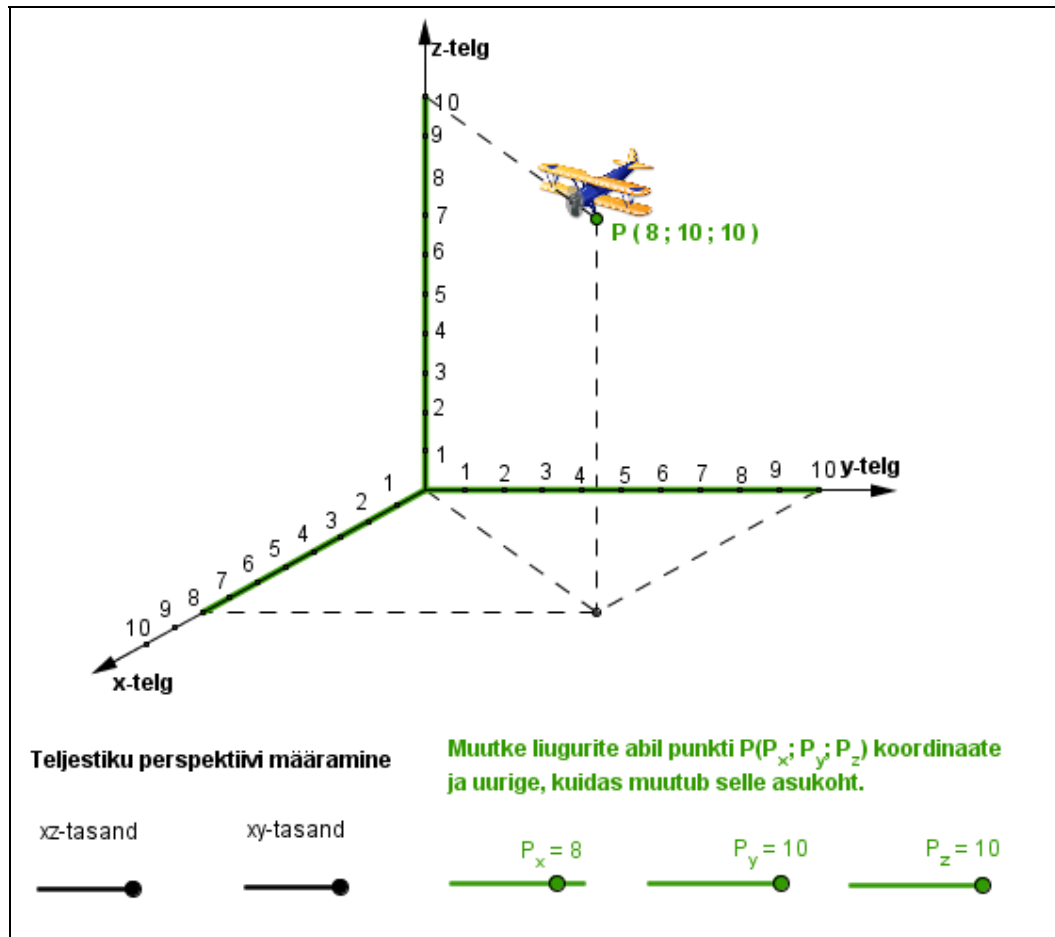 z-telg
10
9
8
7
6
5
4
3
2
1
P ( 8 ; 10 ; 10 )
1 2 3 4 5 6 7 8 9 10 y-telg
1
2
3
4
5
6
7
8
9
10
x-telg
Teljestiku perspektiivi määramine
xz-tasand xy-tasand
Muutke liugurite abil punkti P(Px; Py; Pz) koordinaate
ja uurige, kuidas muutub selle asukoht.
Px = 8 Py = 10 Pz = 10